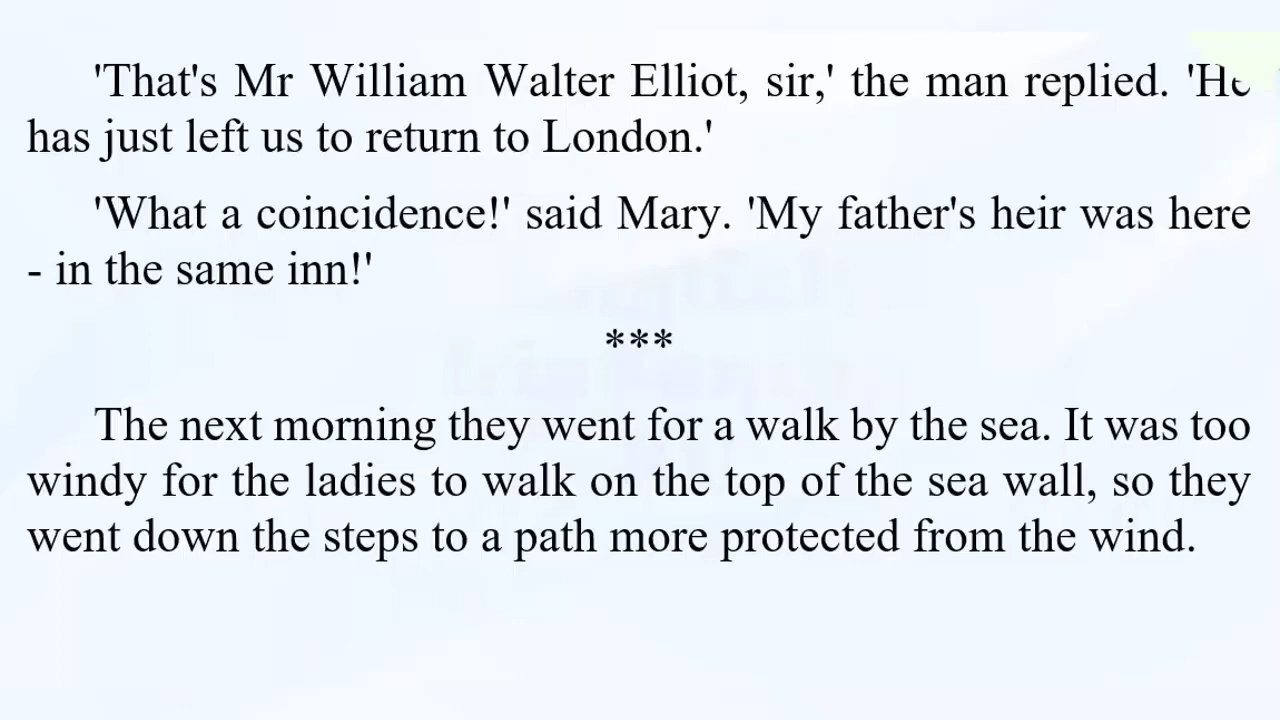 'That's Mr William Walter Elliot, sir,' the man replied. 'He
has just left us to return to London.'
'What a coincidence!' said Mary. 'My father's heir was here
- in the same inn!'
***
The next morning they went for a walk by the sea. It was too
windy for the ladies to walk on the top of the sea wall, so they
went down the steps to a path more protected from the wind.